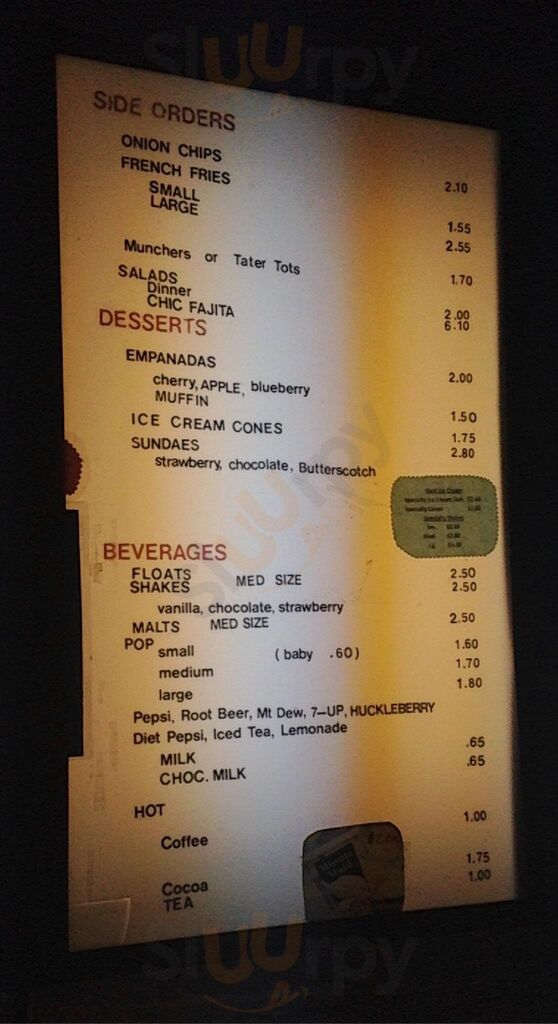 SIDE ORDERS
ONION CHIPS 2.10
FRENCH FRIES
SMALL 1.55
LARGE 2.55
Munchers or Tater Tots 1.70
SALADS
Dinner 2.00
CHIC FAJITA 6.10
DESSERTS
EMPANADAS 2.00
cherry, APPLE, blueberry
MUFFIN 1.50
ICE CREAM CONES 1.75
SUNDAES 2.80
strawberry, chocolate, Butterscotch
BEVERAGES
FLOATS 2.50
SHAKES MED SIZE 2.50
vanilla, chocolate, strawberry
MALTS MED SIZE 2.50
POP small (baby .60) 1.60
medium 1.70
large 1.80
Pepsi, Root Beer, Mt Dew, 7-UP, HUCKLEBERRY
Diet Pepsi, Iced Tea, Lemonade
MILK .65
CHOC. MILK .65
HOT
Coffee 1.00
Cocoa 1.75
TEA 1.00
Sluurpy
Sluurpy
Sluurpy